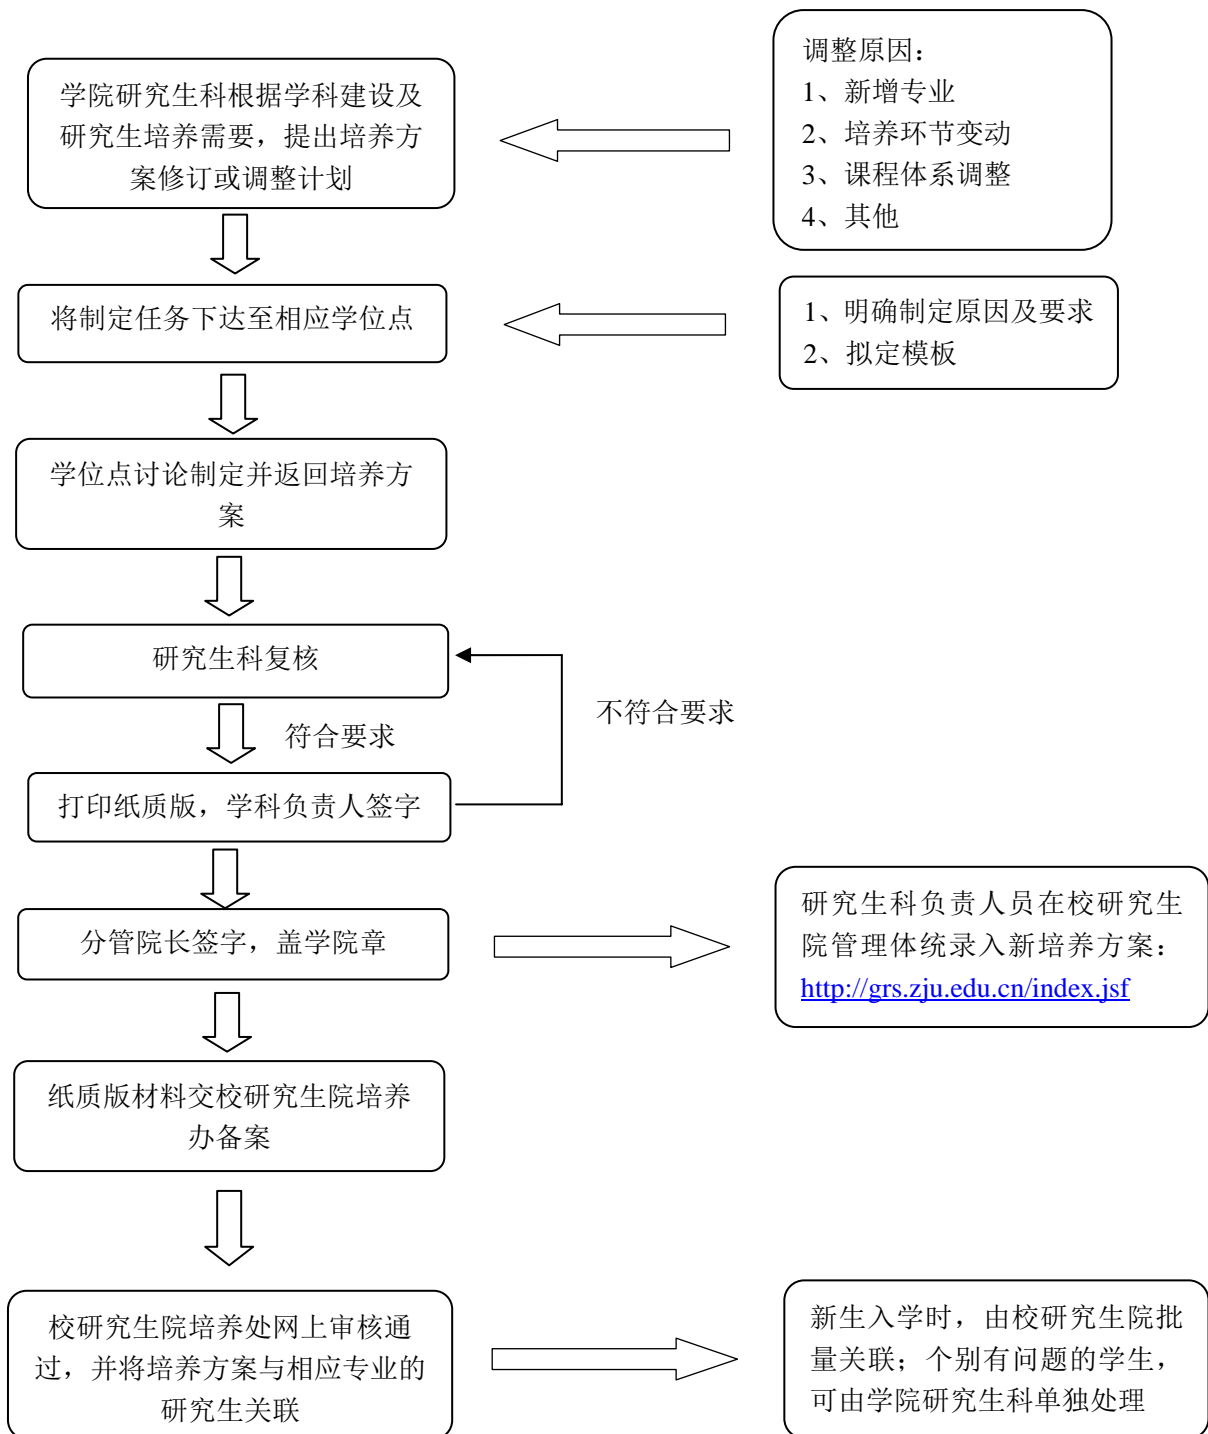 学院研究生科根据学科建设及
研究生培养需要，提出培养方
案修订或调整计划
调整原因：
1、新增专业
2、培养环节变动
3、课程体系调整
4、其他
将制定任务下达至相应学位点
1、明确制定原因及要求
2、拟定模板
学位点讨论制定并返回培养方
案
研究生科复核
符合要求
不符合要求
打印纸质版，学科负责人签字
分管院长签字，盖学院章
研究生科负责人员在校研究生
院管理体统录入新培养方案：
http://grs.zju.edu.cn/index.jsf
纸质版材料交校研究生院培养
办备案
校研究生院培养处网上审核通
过，并将培养方案与相应专业的
研究生关联
新生入学时，由校研究生院批
量关联；个别有问题的学生，
可由学院研究生科单独处理